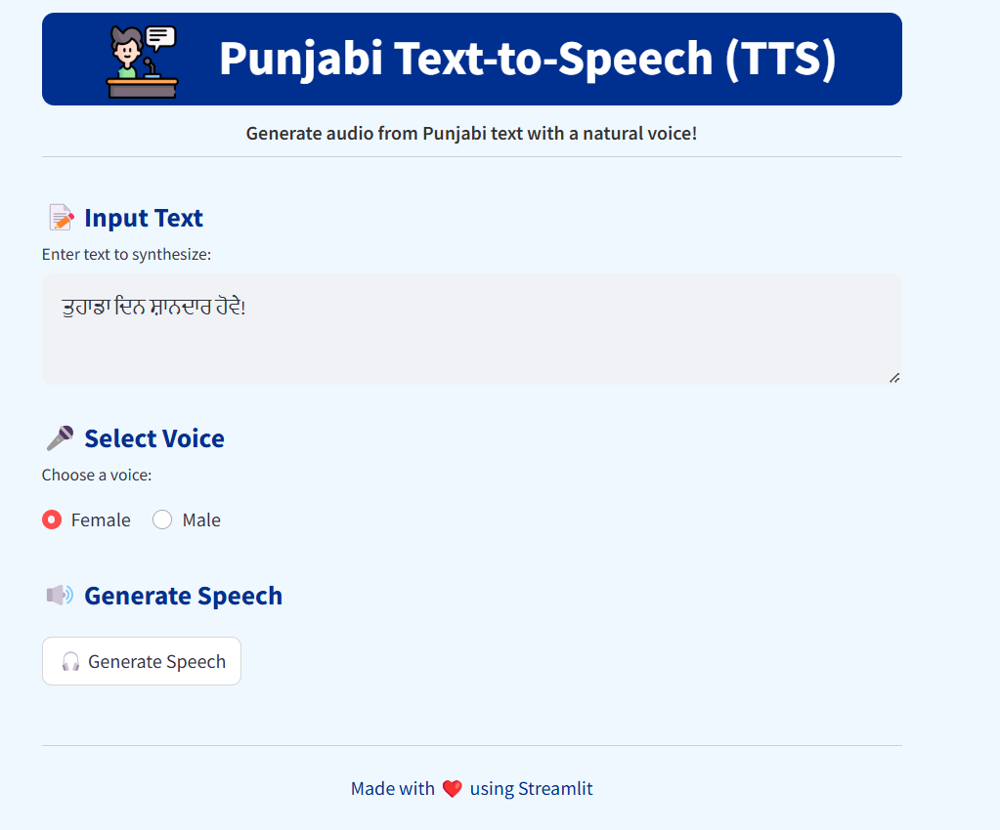 Punjabi Text-to-Speech (TTS)
Generate audio from Punjabi text with a natural voice!
Input Text
Enter text to synthesize:
ਤੁਹਾਡਾ ਦਿਨ ਸ਼ਾਨਦਾਰ ਹੋਵੇ!
Select Voice
Choose a voice:
Female Male
Generate Speech
Generate Speech
Made with ❤️ using Streamlit